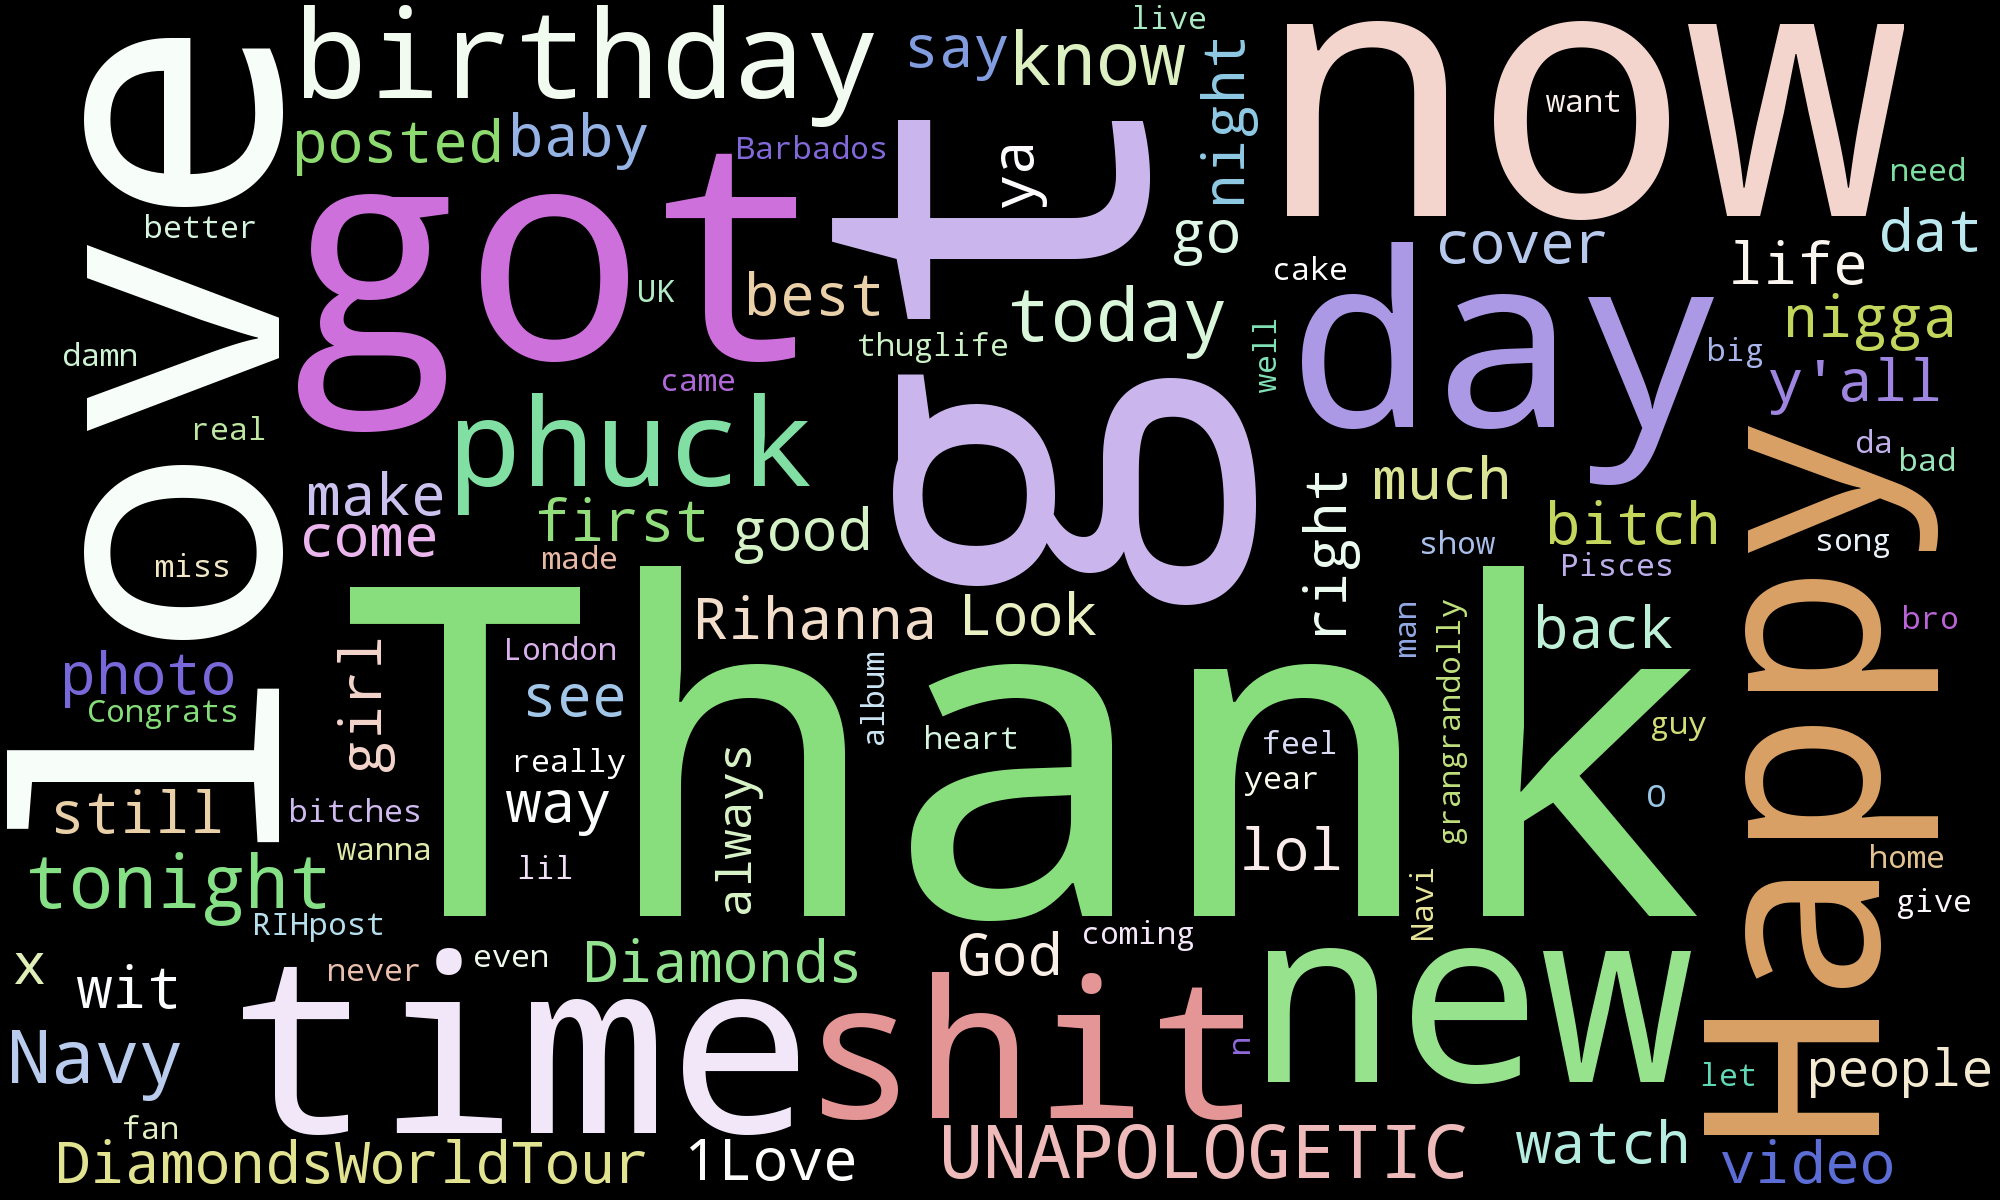 love
birthday
say
know
live
night
now
want
posted
baby
Barbados
ya
need
better
got
gt
go
cover
life
dat
cake
UK
best
today
day
nigga
damn
thuglife
well
big
y'all
came
real
phuck
da
bad
make
much
right
bitch
come
first
good
song
made
miss
show
Pisces
Happy
Thank
Rihanna
Look
man
grangrandolly
back
bro
photo
Congrats
girl
London
see
album
heart
feel
guy
really
year
still
bitches
way
always
O
wanna
lol
tonight
lil
home
Navi
give
RIHpost
x
wit
never
even
Diamonds
God
coming
new
time
shit
n
Navy
let
people
fan
DiamondsWorldTour
1Love
UNAPOLOGETIC
watch
video